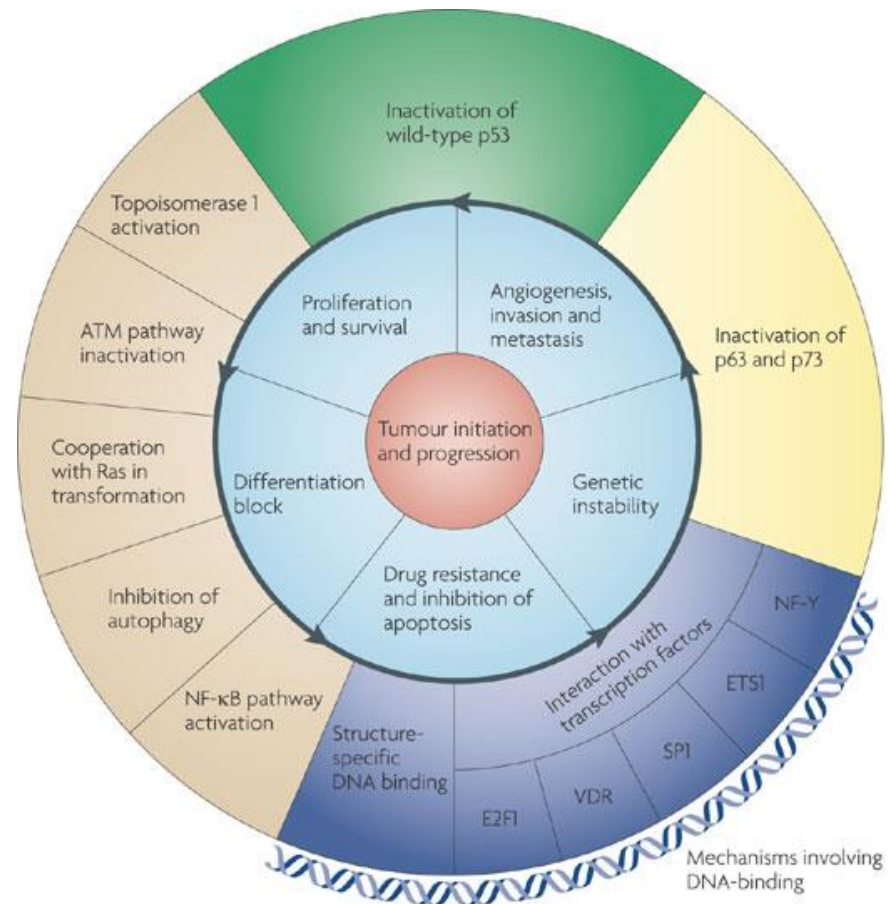 Inactivation of
wild-type p53
Topoisomerase 1
activation
Proliferation
and survival
Angiogenesis,
invasion and
metastasis
ATM pathway
inactivation
Inactivation of
p63 and p73
Tumour initiation
and progression
Cooperation
with Ras in
transformation
Differentiation
block
Genetic
instability
Drug resistance
and inhibition of
apoptosis
Inhibition of
autophagy
NF-κB pathway
activation
Structure-
specific
DNA binding
Interaction with
transcription factors
NF-Y
ETS1
SP1
VDR
E2F1
Mechanisms involving
DNA-binding